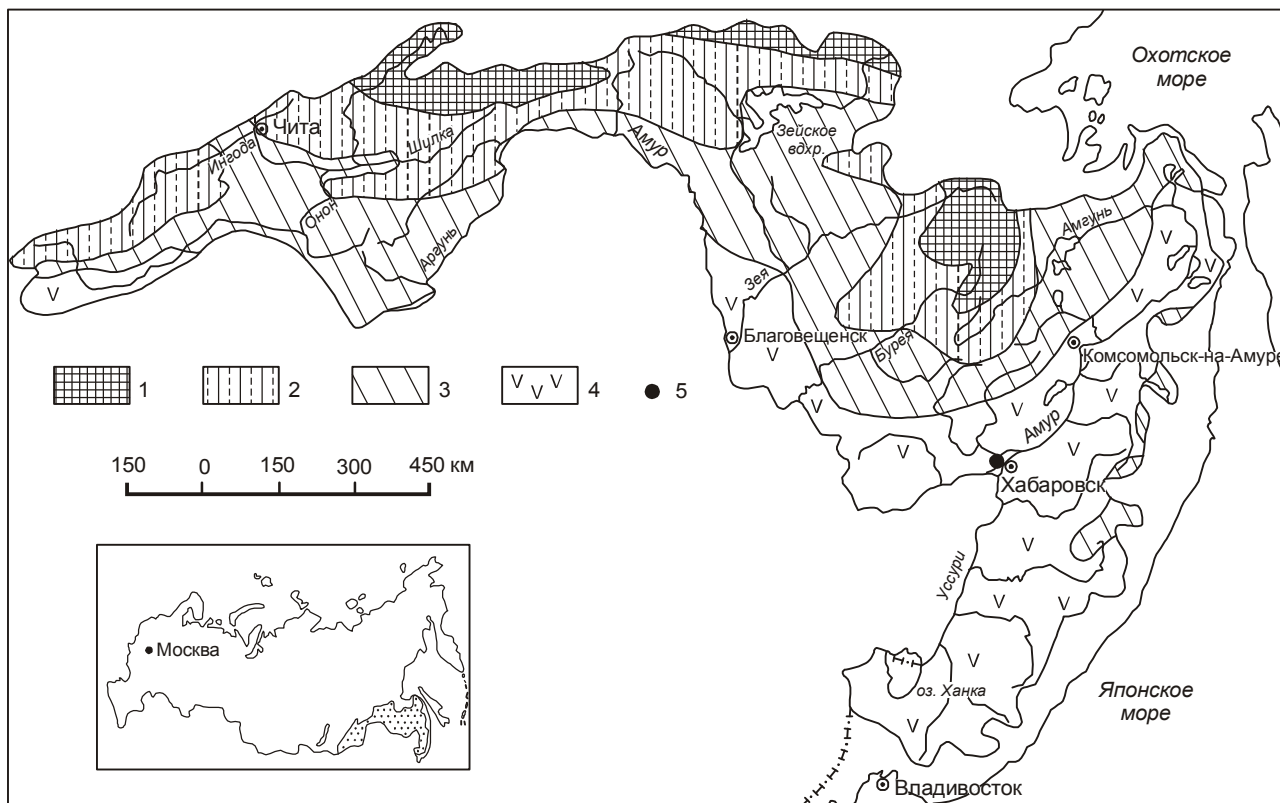 Охотское
море
Чита
Шулка
Ингода
Амур
Зейское
вдхр.
Онон
Аргунь
Амгунь
Зея
Благовещенск
Бурея
Комсомольск-на-Амуре
1 2 3 4 5
V
Амур
Хабаровск
150 0 150 300 450 км
Уссури
Москва
оз. Ханка
Японское
море
Владивосток